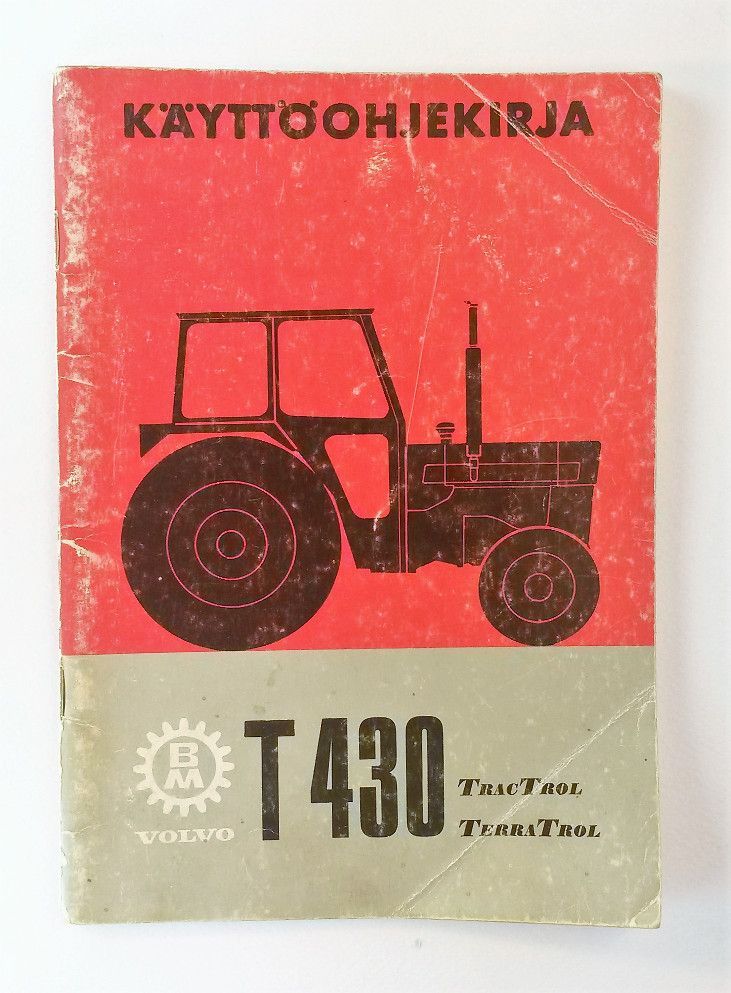 KÄYTTÖOHJEKIRJA
BM
VOLVO
T 430
TRACTROL
TERRATROL